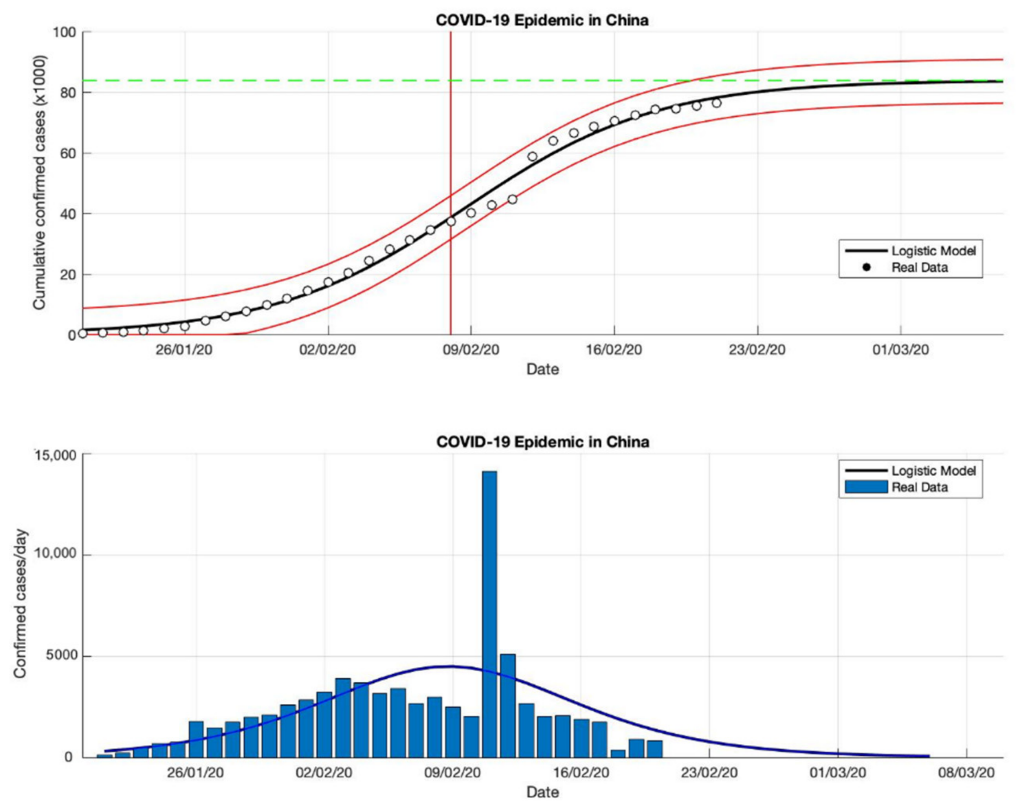 COVID-19 Epidemic in China
100
80
60
40
20
0
Cumulative confirmed cases (x1000)
Logistic Model
Real Data
26/01/20 02/02/20 09/02/20 16/02/20 23/02/20 01/03/20
Date
COVID-19 Epidemic in China
15,000
10,000
5000
0
Confirmed cases/day
Logistic Model
Real Data
26/01/20 02/02/20 09/02/20 16/02/20 23/02/20 01/03/20 08/03/20
Date